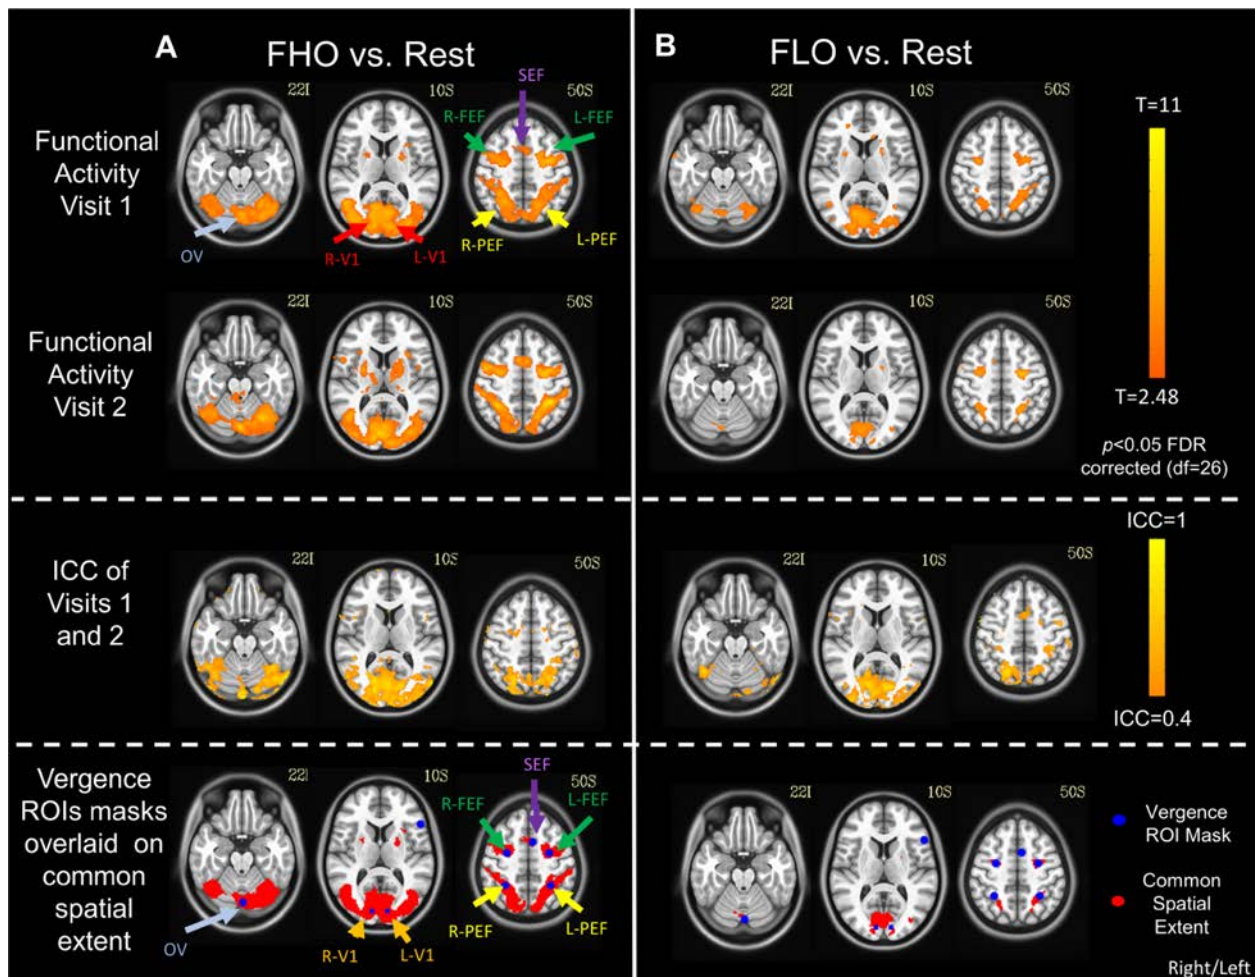 A
FHO vs. Rest
B
FLO vs. Rest
Functional
Activity
Visit 1
22I
10S
SEF
50S
R-FEF
L-FEF
OV
R-V1
L-V1
R-PEF
L-PEF
22I
10S
50S
T=11
Functional
Activity
Visit 2
22I
10S
50S
22I
10S
50S
T=2.48
p<0.05 FDR
corrected (df=26)
ICC of
Visits 1
and 2
22I
10S
50S
22I
10S
50S
ICC=1
ICC=0.4
Vergence
ROIs masks
overlaid on
common
spatial
extent
22I
10S
SEF
50S
R-FEF
L-FEF
OV
R-V1
L-V1
R-PEF
L-PEF
22I
10S
50S
Vergence
ROI Mask
Common
Spatial
Extent
Right/Left